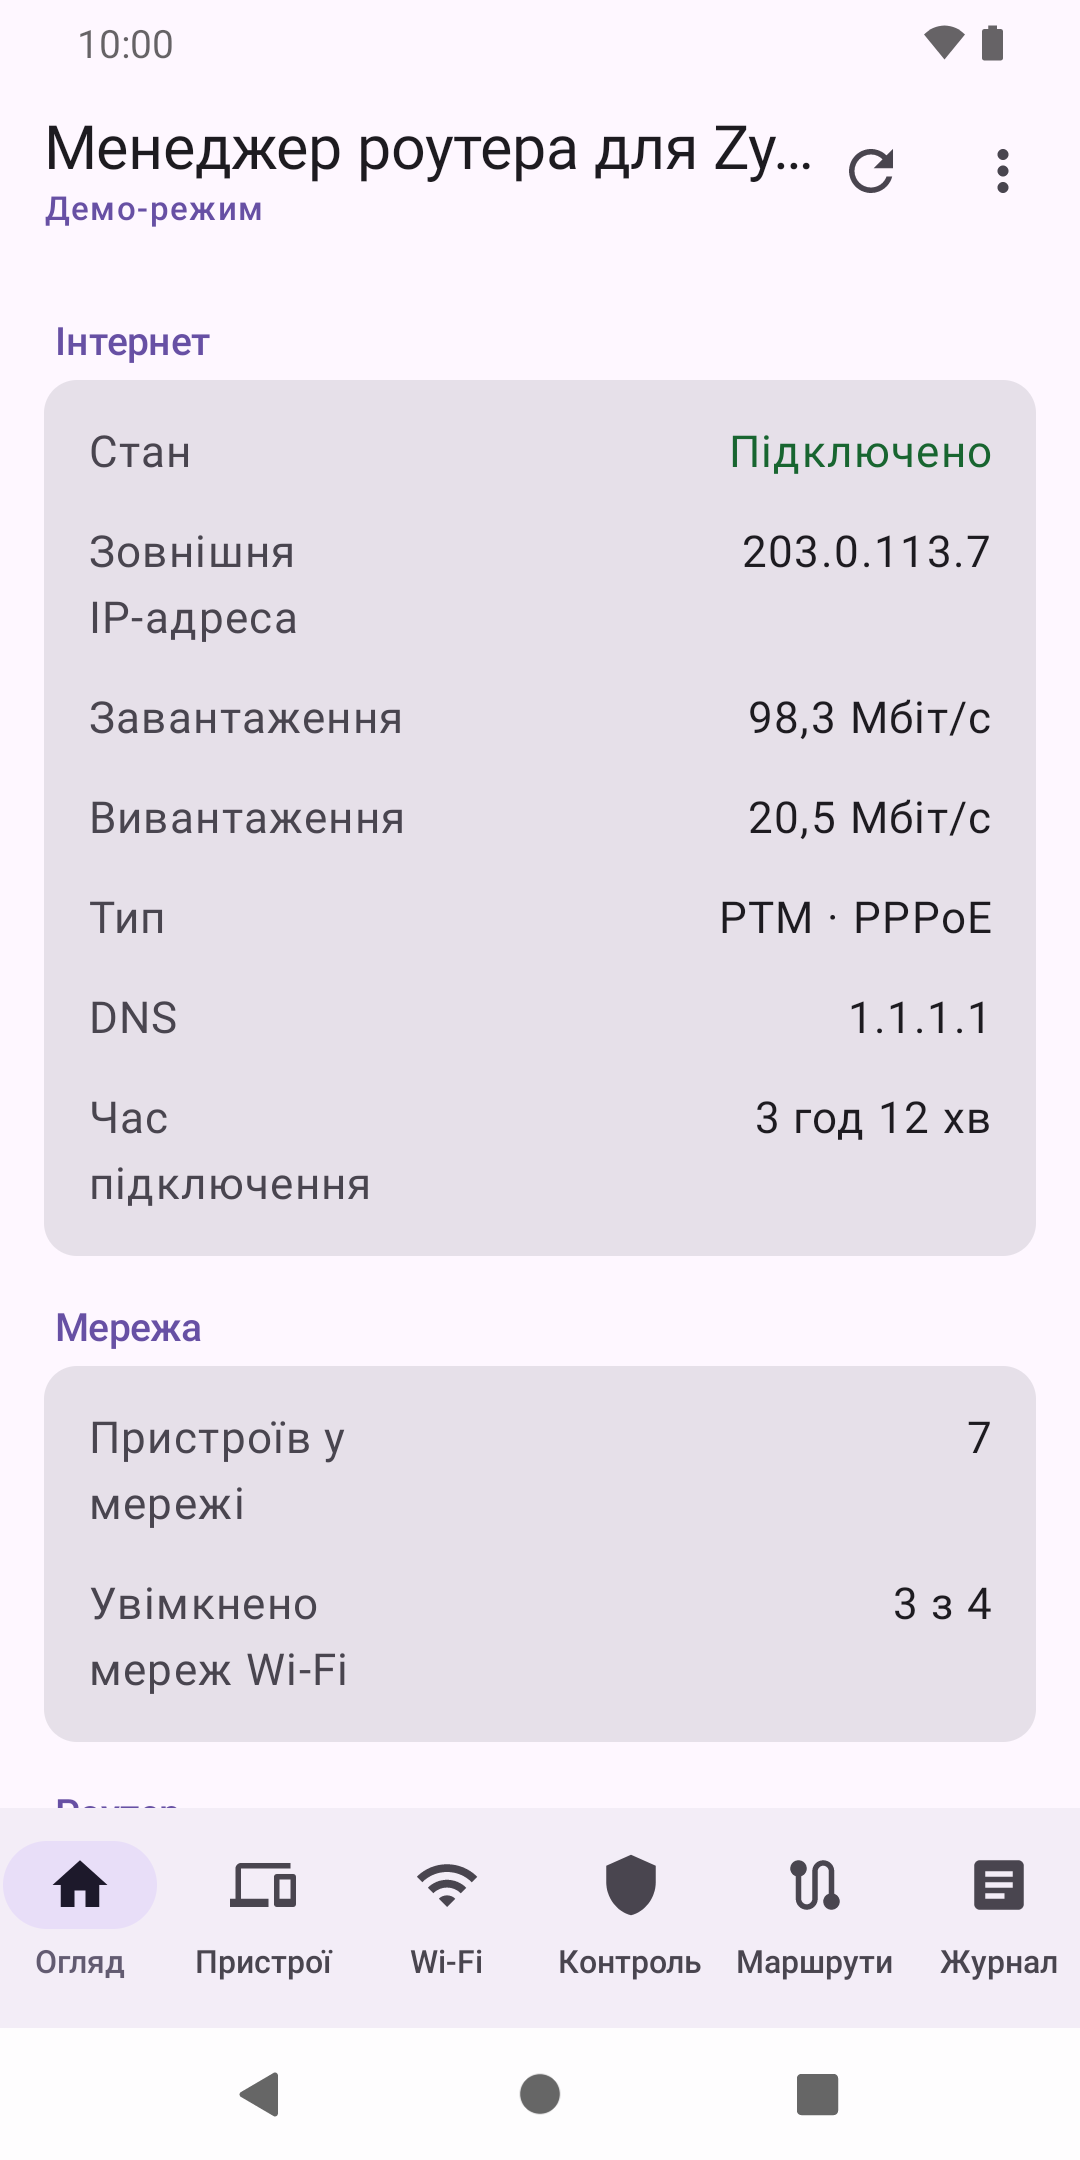 10:00
Менеджер роутера для Zy...
Демо-режим
Інтернет
Стан Підключено
Зовнішня 203.0.113.7
IP-адреса
Завантаження 98,3 Мбіт/с
Вивантаження 20,5 Мбіт/с
Тип PTM · PPPoE
DNS 1.1.1.1
Час 3 год 12 хв
підключення
Мережа
Пристроїв у 7
мережі
Увімкнено 3 з 4
мереж Wi-Fi
Роутер
Огляд Пристрої Wi-Fi Контроль Маршрути Журнал